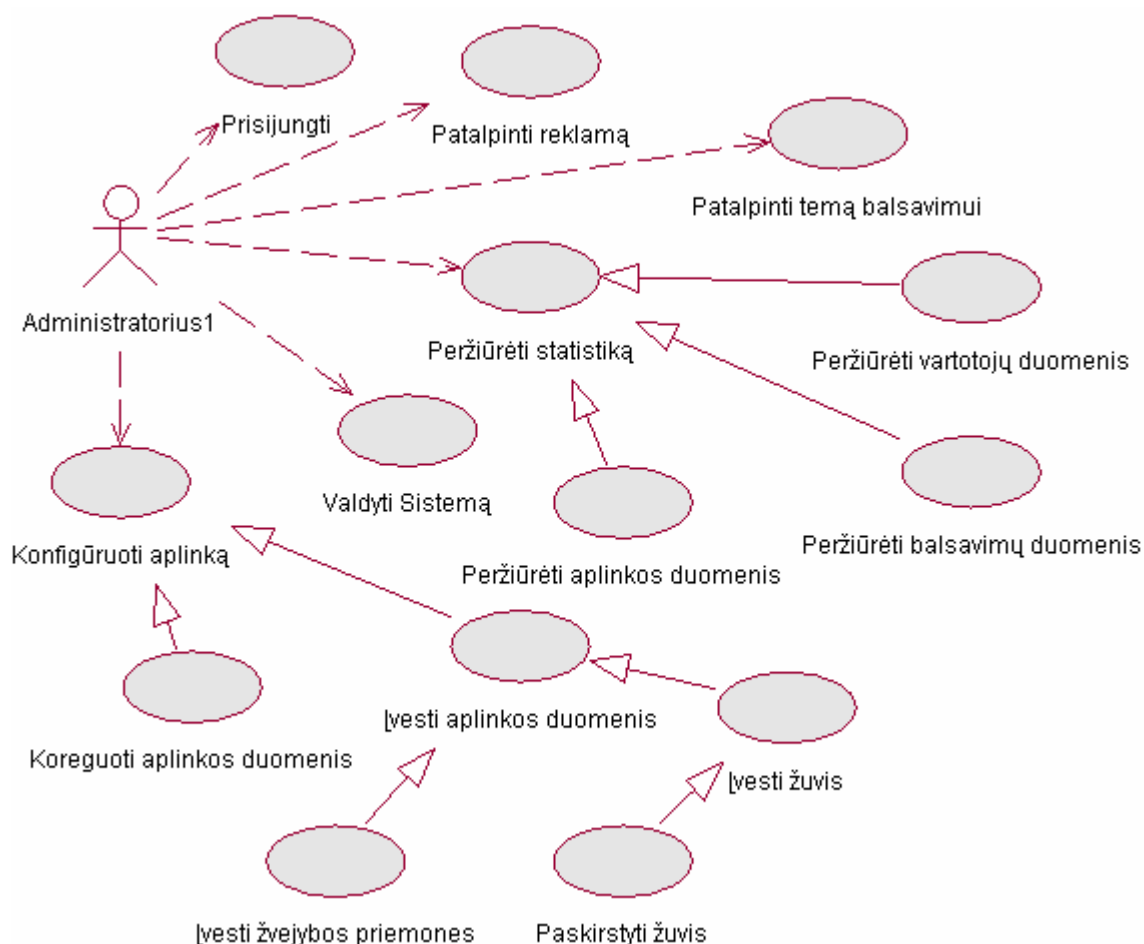 Prisijungti
Patalpinti reklamą
Patalpinti temą balsavimui
Administratorius1
Peržiūrėti statistiką
Peržiūrėti vartotojų duomenis
Valdyti Sistemą
Peržiūrėti balsavimų duomenis
Konfigūruoti aplinką
Peržiūrėti aplinkos duomenis
Įvesti aplinkos duomenis
Koreguoti aplinkos duomenis
Įvesti žuvis
Įvesti žvejybos priemones
Paskirstyti žuvis